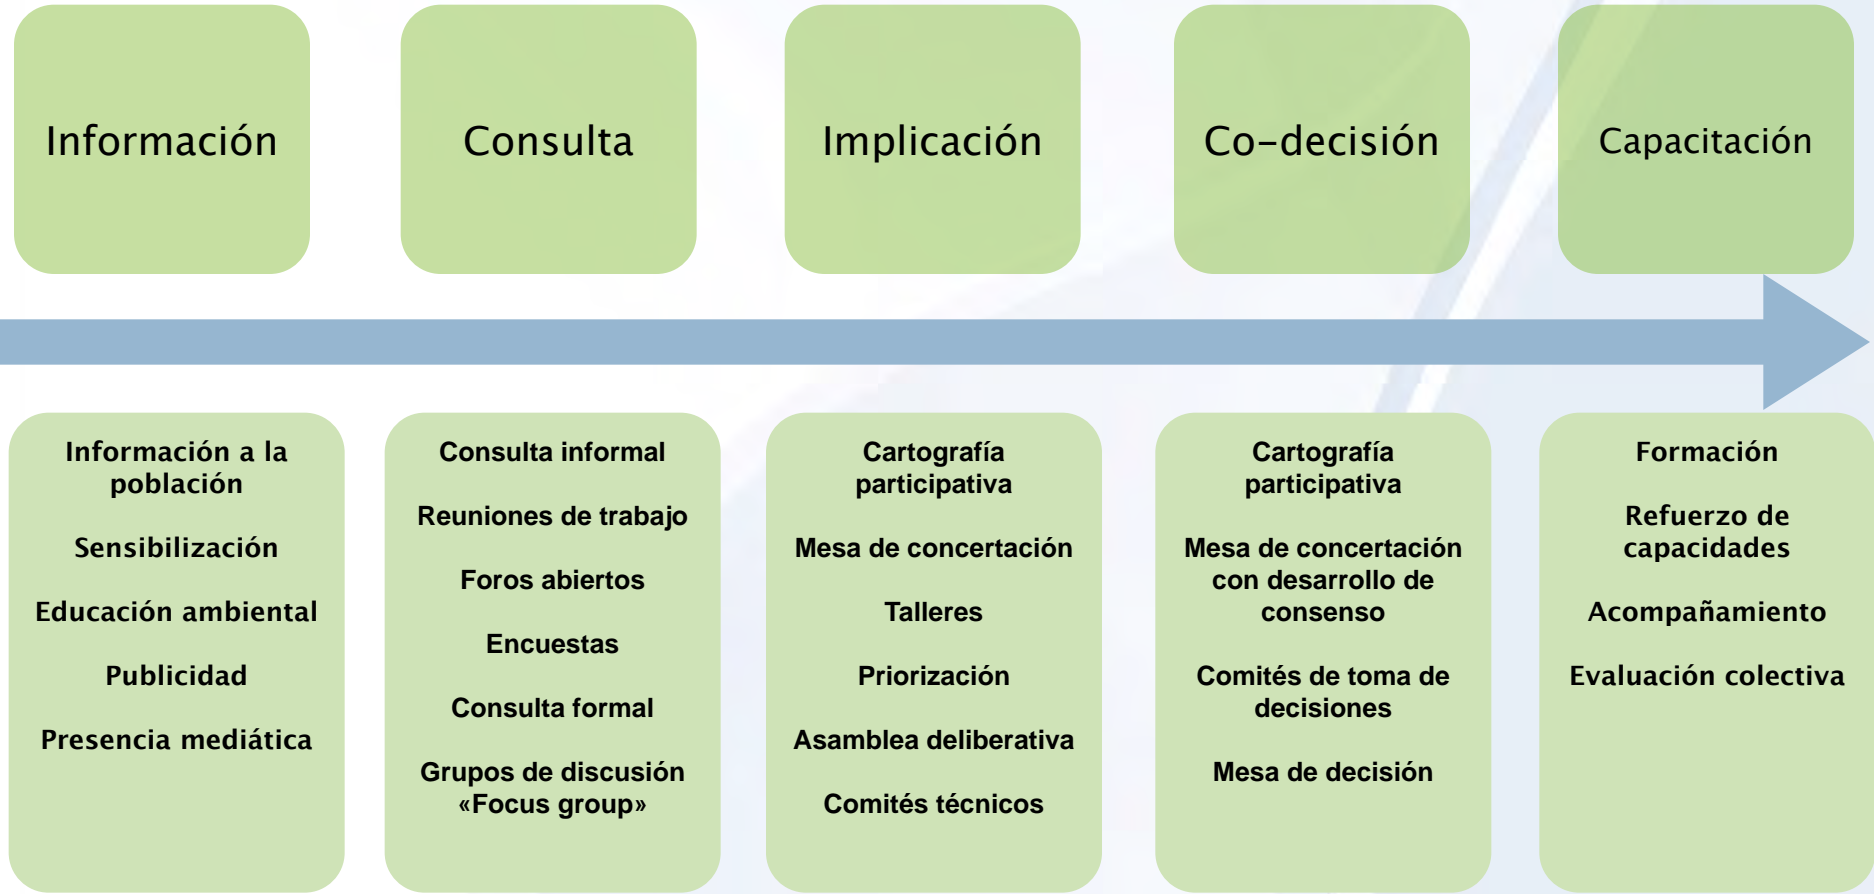 Información
Consulta
Implicación
Co-decisión
Capacitación
Información a la
población
Sensibilización
Educación ambiental
Publicidad
Presencia mediática
Consulta informal
Reuniones de trabajo
Foros abiertos
Encuestas
Consulta formal
Grupos de discusión
«Focus group»
Cartografía
participativa
Mesa de concertación
Talleres
Priorización
Asamblea deliberativa
Comités técnicos
Cartografía
participativa
Mesa de concertación
con desarrollo de
consenso
Comités de toma de
decisiones
Mesa de decisión
Formación
Refuerzo de
capacidades
Acompañamiento
Evaluación colectiva